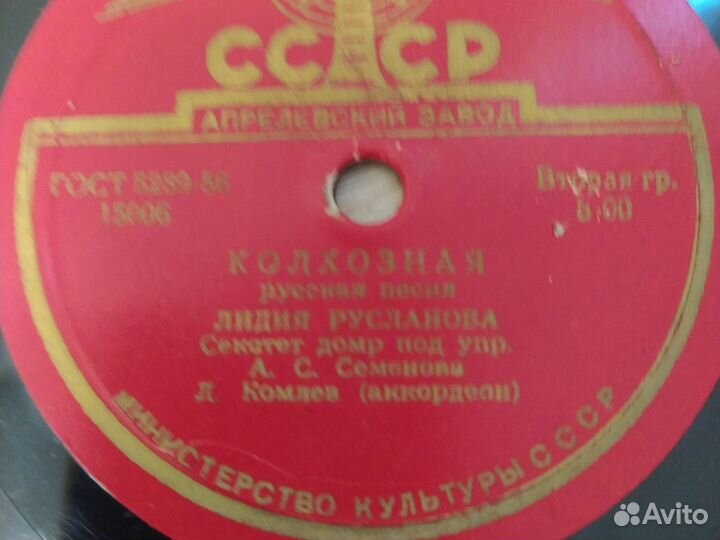 СССР
АПРЕЛЕВСКИЙ ЗАВОД
ГОСТ 5289-56
15006
Вторая гр.
8.00
КОЛХОЗНАЯ
русская песня
ЛИДИЯ РУСЛАНОВА
Секстет домр под упр.
А. С. Семенова
Л Комлев (аккордеон)
МИНИСТЕРСТВО КУЛЬТУРЫ СССР
Avito